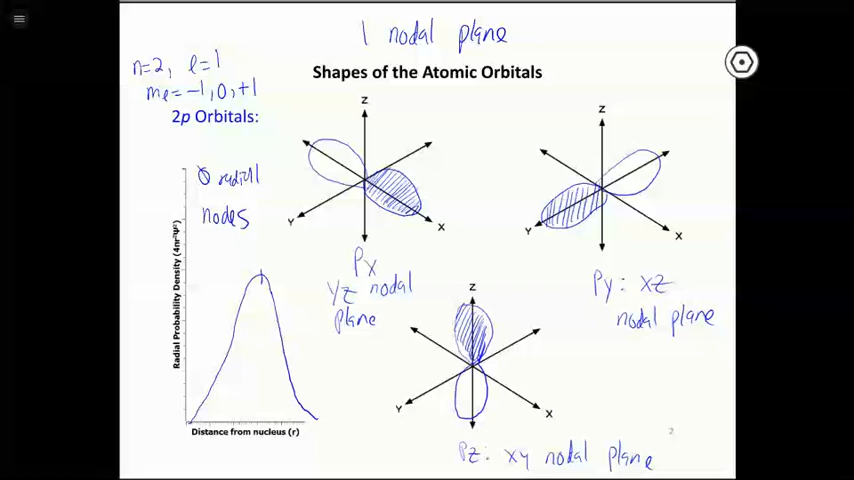 1 nodal plane
n=2, ℓ=1
mℓ=-1,0,+1
Shapes of the Atomic Orbitals
2p Orbitals:
0 radial
nodes
Radial Probability Density (4πr²Ψ²)
Distance from nucleus (r)
Z
Y
X
Px
YZ nodal
plane
Z
Y
X
Py: XZ
nodal plane
Z
Y
X
Pz: XY nodal plane
2